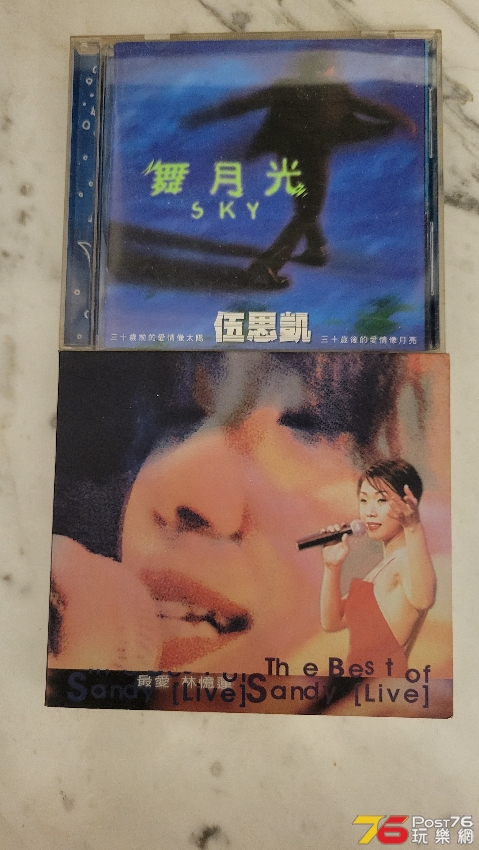 舞月光
SKY
三十歲前的愛情像太陽
伍思凱
三十歲後的愛情像月亮
The Best of
Sandy [Live]
最愛 林憶蓮
Sandy [Live]
Post76
玩樂網